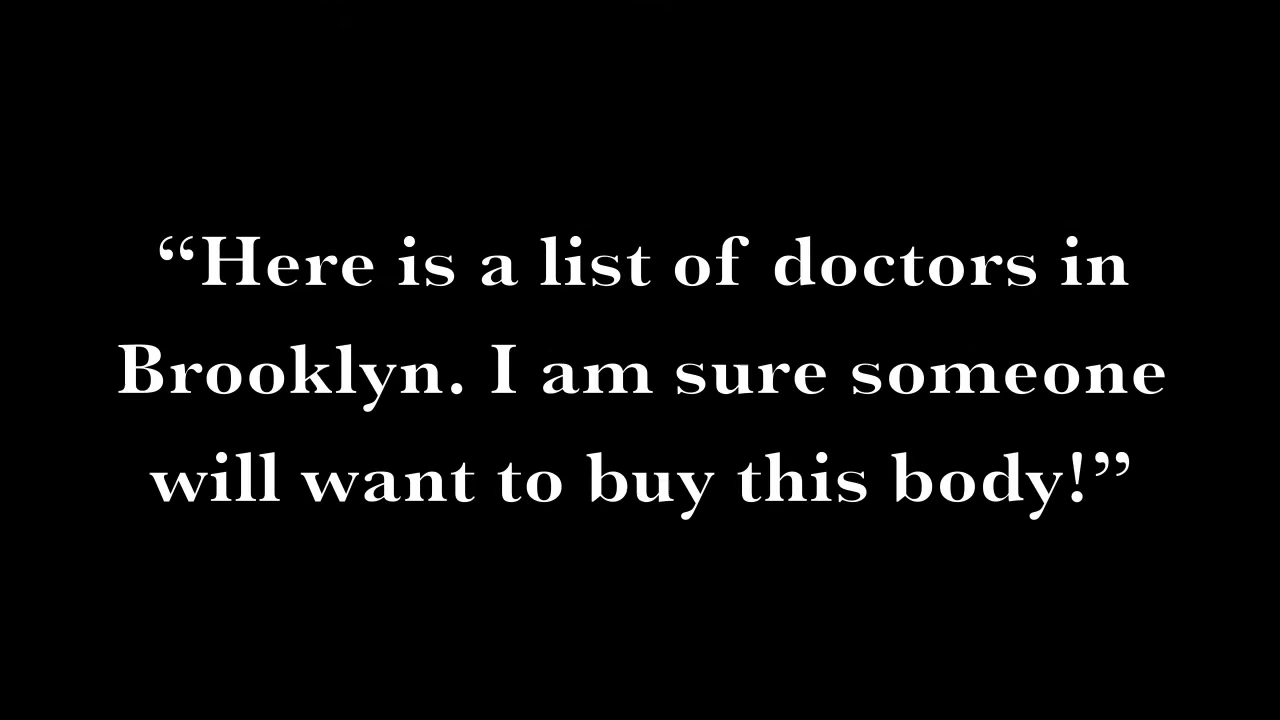 “Here is a list of doctors in
Brooklyn. I am sure someone
will want to buy this body!”